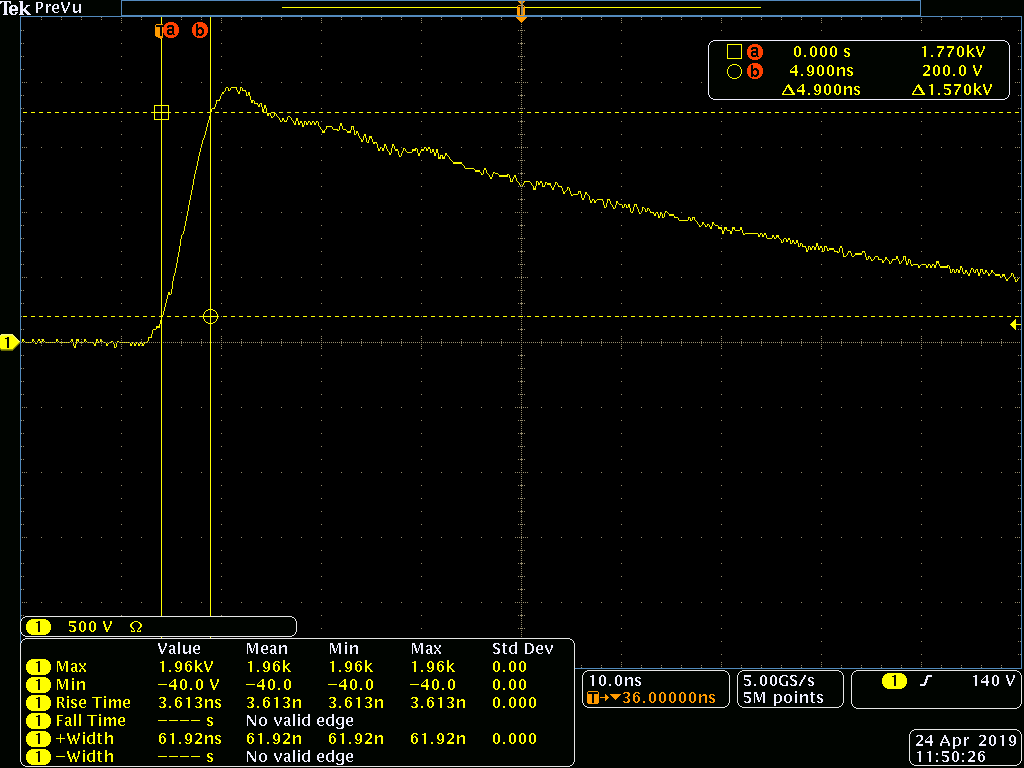 Tek PreVu
T
T a b
a 0.000 s 1.770kV
b 4.900ns 200.0 V
Δ4.900ns Δ1.570kV
1
1 500 V Ω
Value Mean Min Max Std Dev
1 Max 1.96kV 1.96k 1.96k 1.96k 0.00
1 Min −40.0 V −40.0 −40.0 −40.0 0.00
1 Rise Time 3.613ns 3.613n 3.613n 3.613n 0.000
1 Fall Time −−−− s No valid edge
1 +Width 61.92ns 61.92n 61.92n 61.92n 0.000
1 −Width −−−− s No valid edge
10.0ns
T→▼36.00000ns
5.00GS/s
5M points
1 ƒ 140 V
24 Apr 2019
11:50:26